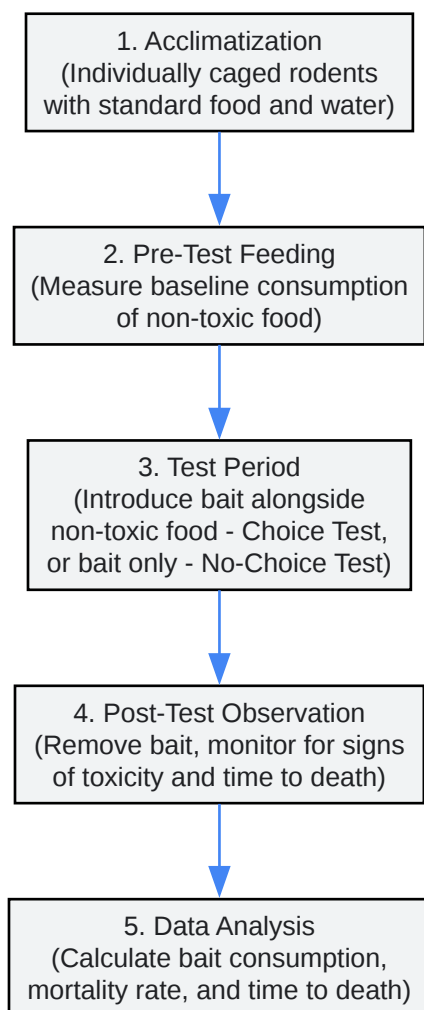 1. Acclimatization
(Individually caged rodents
with standard food and water)
2. Pre-Test Feeding
(Measure baseline consumption
of non-toxic food)
3. Test Period
(Introduce bait alongside
non-toxic food - Choice Test,
or bait only - No-Choice Test)
4. Post-Test Observation
(Remove bait, monitor for signs
of toxicity and time to death)
5. Data Analysis
(Calculate bait consumption,
mortality rate, and time to death)